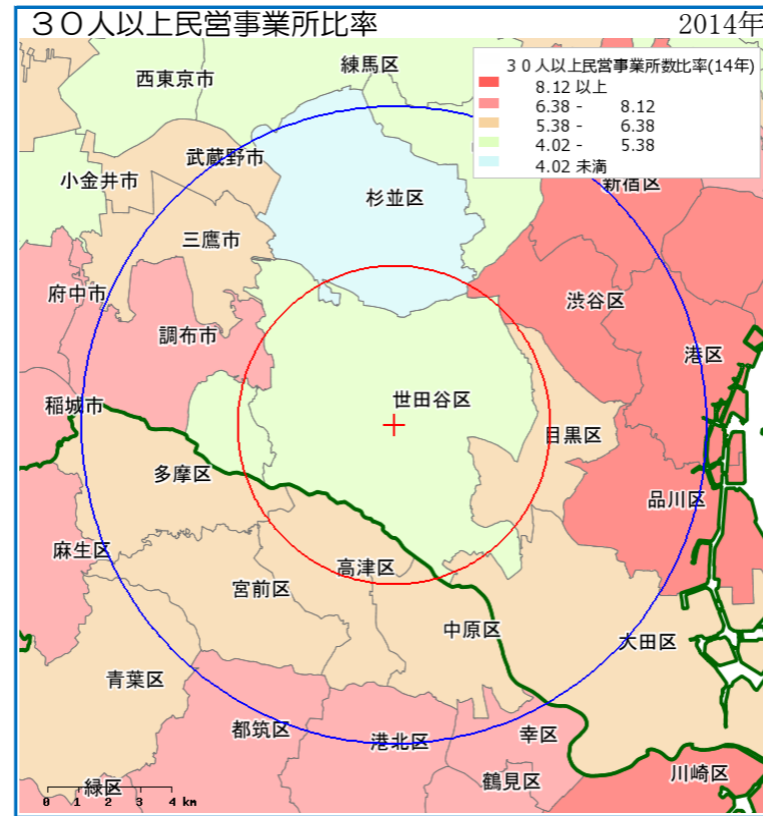 ３０人以上民営事業所比率
2014年
３０人以上民営事業所数比率(14年)
8.12 以上
6.38 - 8.12
5.38 - 6.38
4.02 - 5.38
4.02 未満
練馬区
西東京市
武蔵野市
小金井市
杉並区
新宿区
三鷹市
府中市
渋谷区
調布市
港区
稲城市
世田谷区
目黒区
多摩区
品川区
麻生区
高津区
宮前区
中原区
大田区
青葉区
都筑区
港北区
幸区
鶴見区
川崎区
緑区
0 1 2 3 4 km